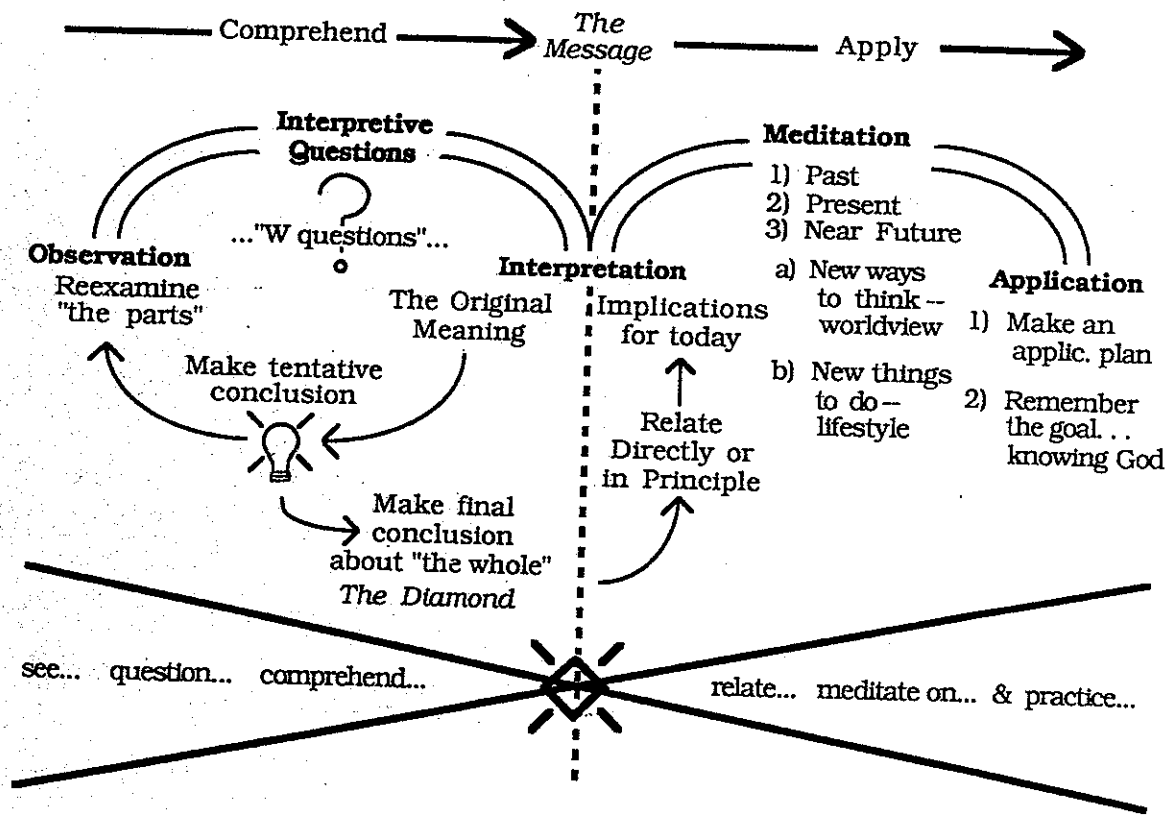 Comprehend
The
Message
Apply
Interpretive
Questions
..."W questions"...
Observation
Reexamine
"the parts"
Interpretation
The Original
Meaning
Make tentative
conclusion
Make final
conclusion
about "the whole"
The Diamond
Implications
for today
Relate
Directly or
in Principle
Meditation
1) Past
2) Present
3) Near Future
a) New ways
to think --
worldview
b) New things
to do --
lifestyle
Application
1) Make an
applic. plan
2) Remember
the goal...
knowing God
see... question... comprehend...
relate... meditate on... & practice...